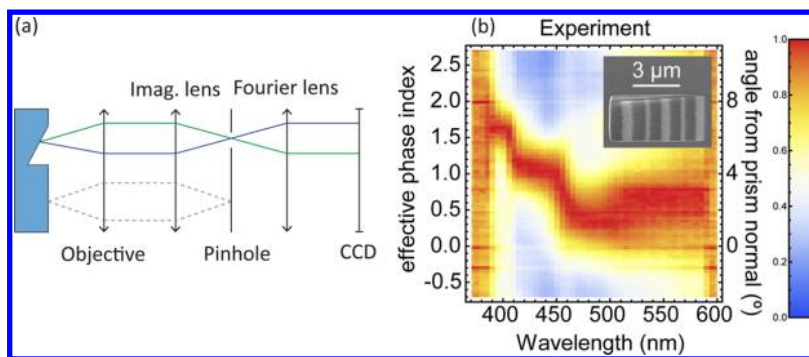 (a)
Imag. lens Fourier lens
Objective
Pinhole
CCD
(b)
Experiment
3 µm
effective phase index
2.5
2.0
1.5
1.0
0.5
0.0
-0.5
400 450 500 550 600
Wavelength (nm)
8
6
4
2
0
angle from prism normal (º)
1.0
0.8
0.6
0.4
0.2
0.0